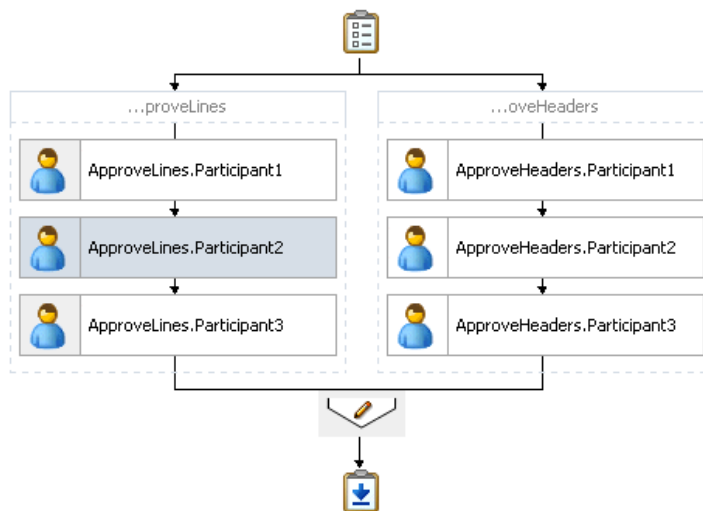 ...proveLines
ApproveLines.Participant1
ApproveLines.Participant2
ApproveLines.Participant3
...oveHeaders
ApproveHeaders.Participant1
ApproveHeaders.Participant2
ApproveHeaders.Participant3